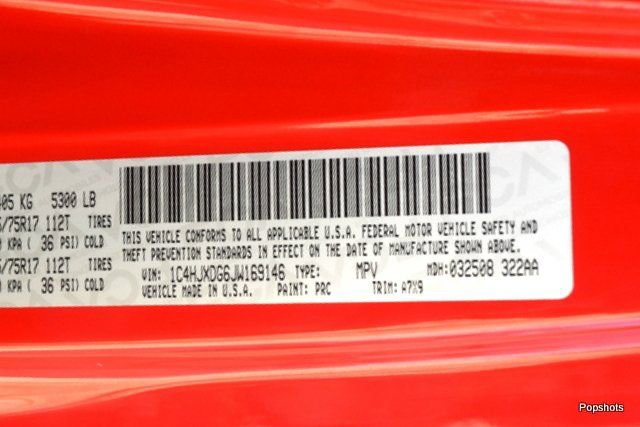 405 KG 5300 LB
/75R17 112T TIRES
KPA ( 36 PSI) COLD
/75R17 112T TIRES
KPA ( 36 PSI) COLD
THIS VEHICLE CONFORMS TO ALL APPLICABLE U.S.A. FEDERAL MOTOR VEHICLE SAFETY AND
THEFT PREVENTION STANDARDS IN EFFECT ON THE DATE OF MANUFACTURE SHOWN ABOVE.
VIN: 1C4HJXDG6JW169146 TYPE: MPV MDH:032508 322AA
VEHICLE MADE IN U.S.A. PAINT: PRC TRIM: A7X9
Popshots